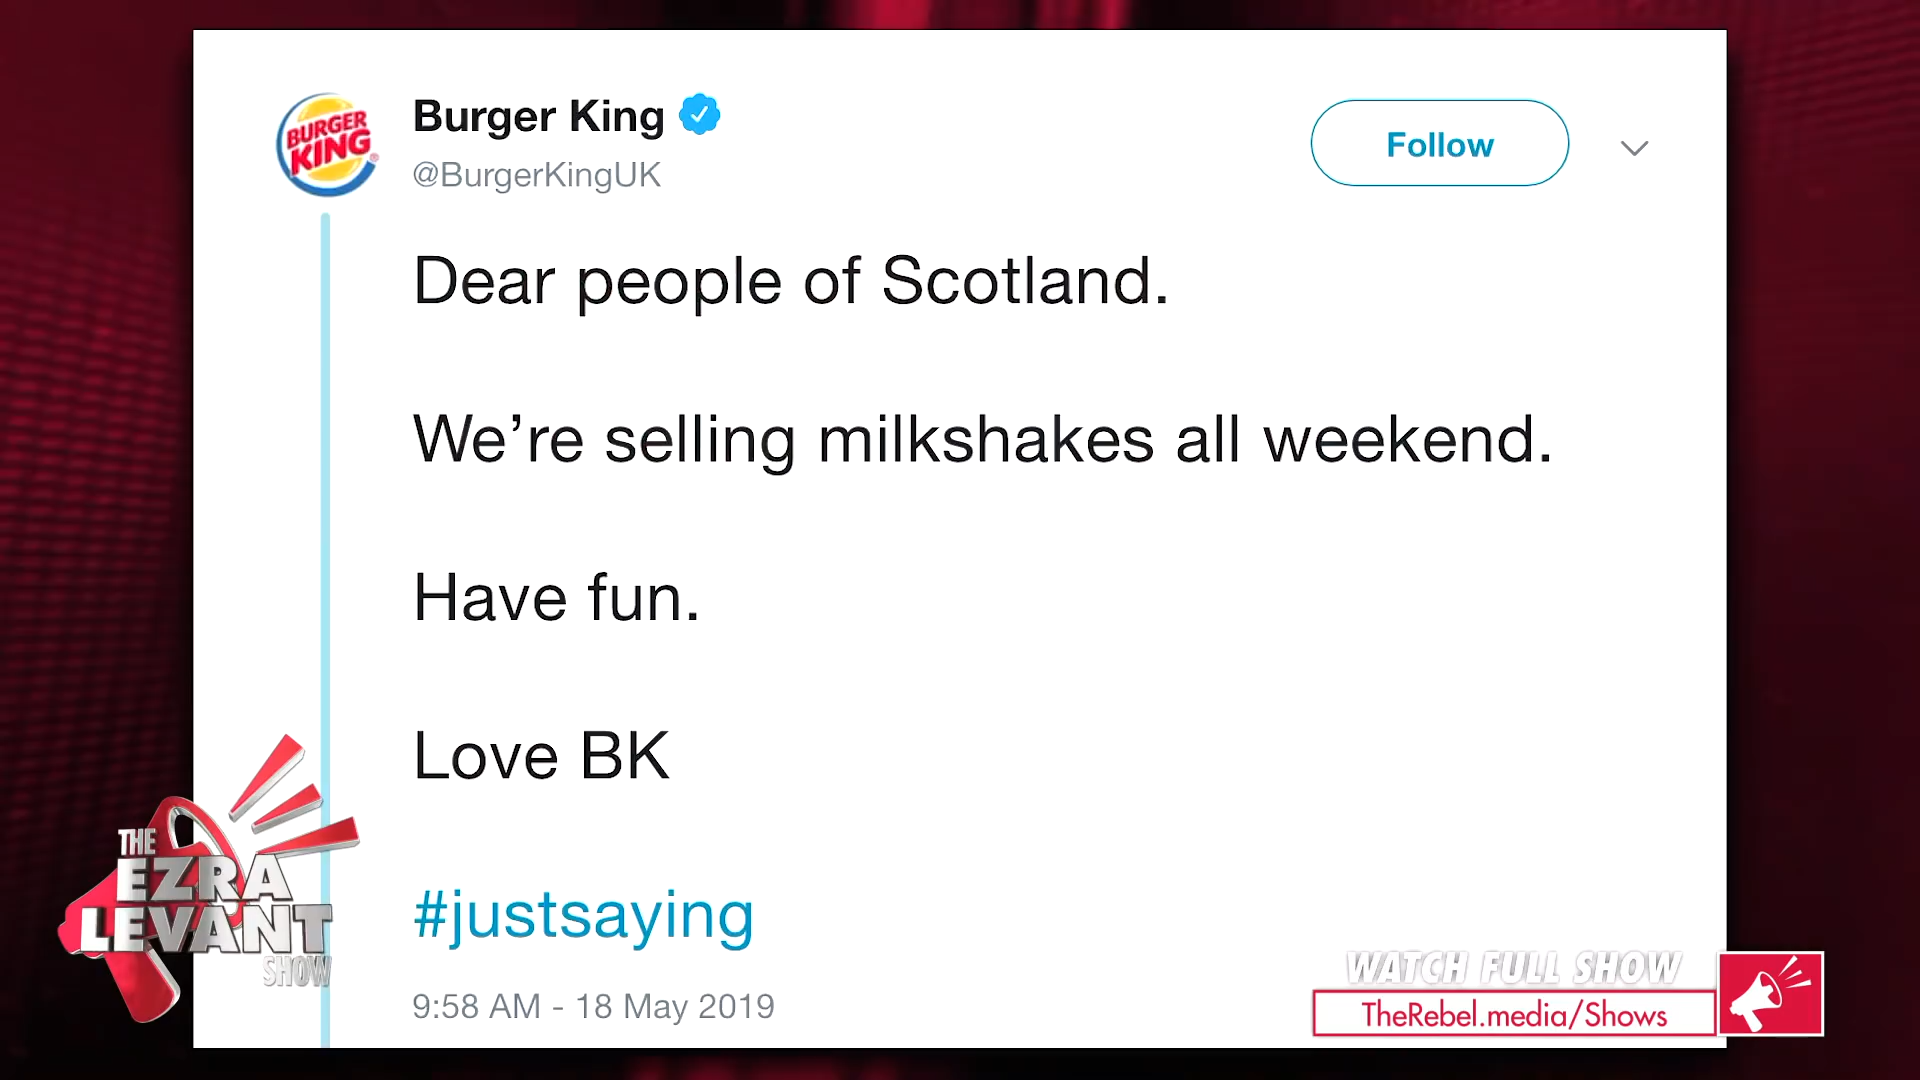 BURGER
KING
Burger King
@BurgerKingUK
Follow
Dear people of Scotland.
We’re selling milkshakes all weekend.
Have fun.
Love BK
#justsaying
9:58 AM - 18 May 2019
THE
EZRA
LEVANT
SHOW
WATCH FULL SHOW
TheRebel.media/Shows